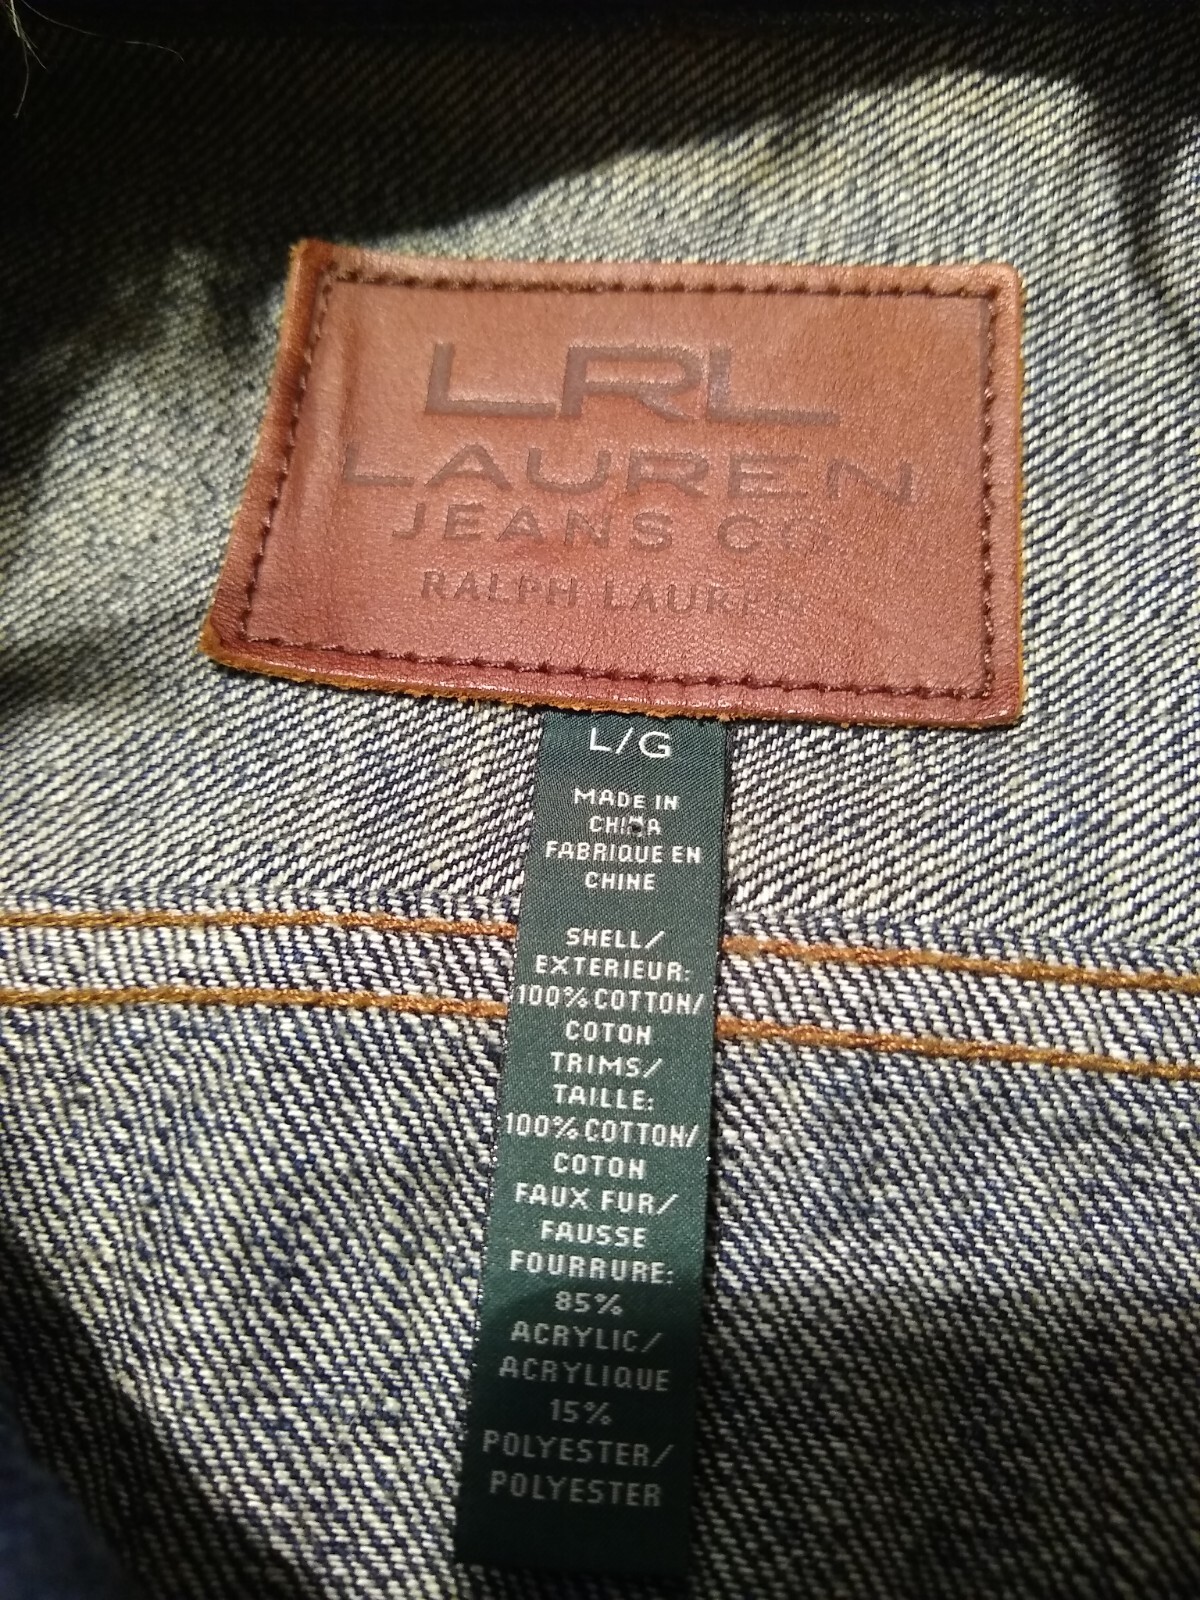 LRL
LAUREN
JEANS CO
RALPH LAUREN
L/G
MADE IN
CHINA
FABRIQUE EN
CHINE
SHELL/
EXTERIEUR:
100% COTTON/
COTON
TRIMS/
TAILLE:
100% COTTON/
COTON
FAUX FUR/
FAUSSE
FOURRURE:
85%
ACRYLIC/
ACRYLIQUE
15%
POLYESTER/
POLYESTER